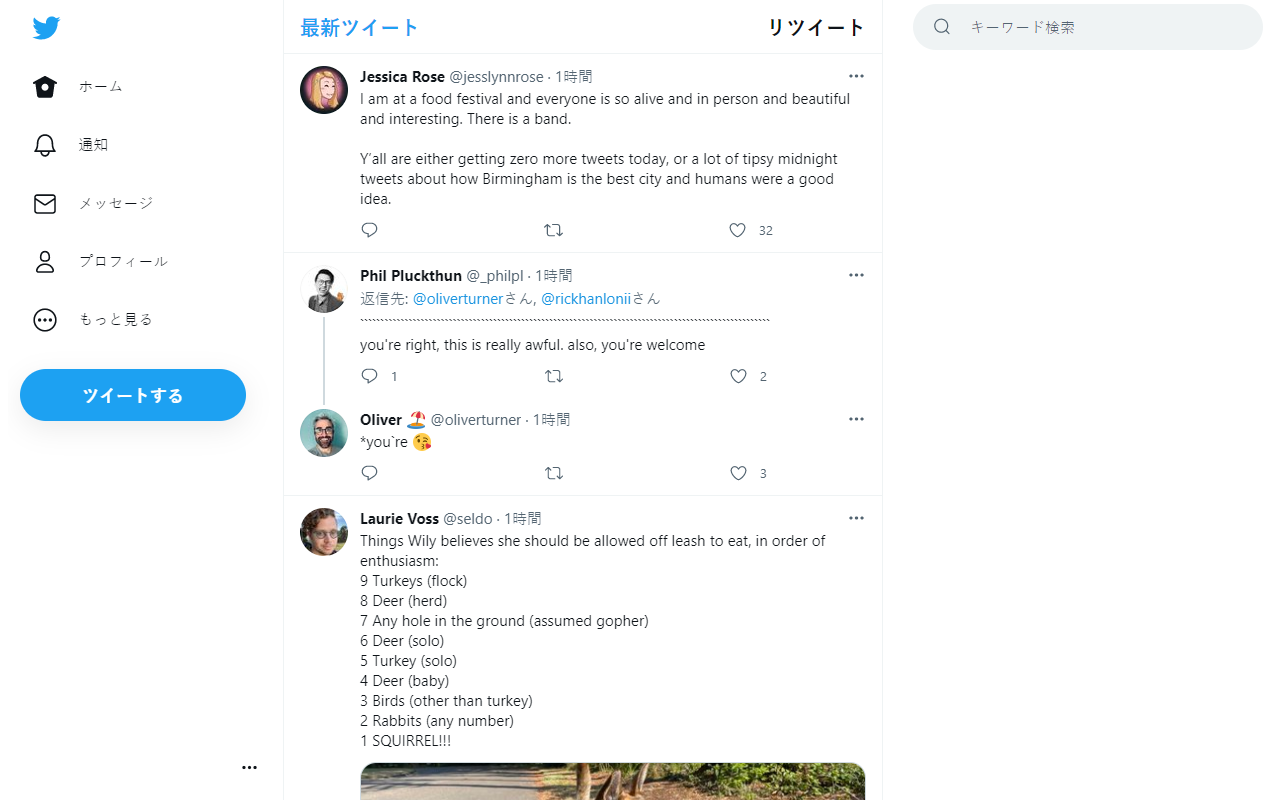 最新ツイート
リツイート
キーワード検索
ホーム
通知
メッセージ
プロフィール
もっと見る
ツイートする
Jessica Rose @jesslynnrose · 1時間
I am at a food festival and everyone is so alive and in person and beautiful
and interesting. There is a band.
Y'all are either getting zero more tweets today, or a lot of tipsy midnight
tweets about how Birmingham is the best city and humans were a good
idea.
32
Phil Pluckthun @_philpl · 1時間
返信先: @oliverturnerさん, @rickhanloniiさん
you're right, this is really awful. also, you're welcome
1
2
Oliver 🏖️ @oliverturner · 1時間
*you`re 😘
3
Laurie Voss @seldo · 1時間
Things Wily believes she should be allowed off leash to eat, in order of
enthusiasm:
9 Turkeys (flock)
8 Deer (herd)
7 Any hole in the ground (assumed gopher)
6 Deer (solo)
5 Turkey (solo)
4 Deer (baby)
3 Birds (other than turkey)
2 Rabbits (any number)
1 SQUIRREL!!!